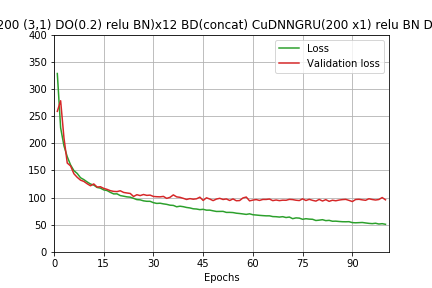 200 (3,1) DO(0.2) relu BN)x12 BD(concat) CuDNNGRU(200 x1) relu BN D
400
350
300
250
200
150
100
50
0
Loss
Validation loss
0 15 30 45 60 75 90
Epochs